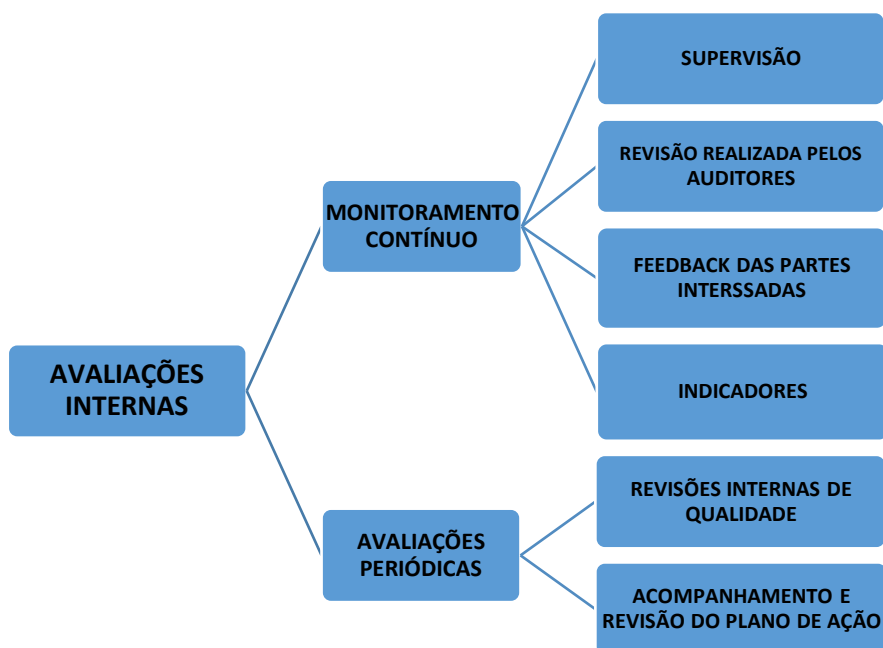 SUPERVISÃO
REVISÃO REALIZADA PELOS
AUDITORES
MONITORAMENTO
CONTÍNUO
FEEDBACK DAS PARTES
INTERSSADAS
AVALIAÇÕES
INTERNAS
INDICADORES
REVISÕES INTERNAS DE
QUALIDADE
AVALIAÇÕES
PERIÓDICAS
ACOMPANHAMENTO E
REVISÃO DO PLANO DE AÇÃO